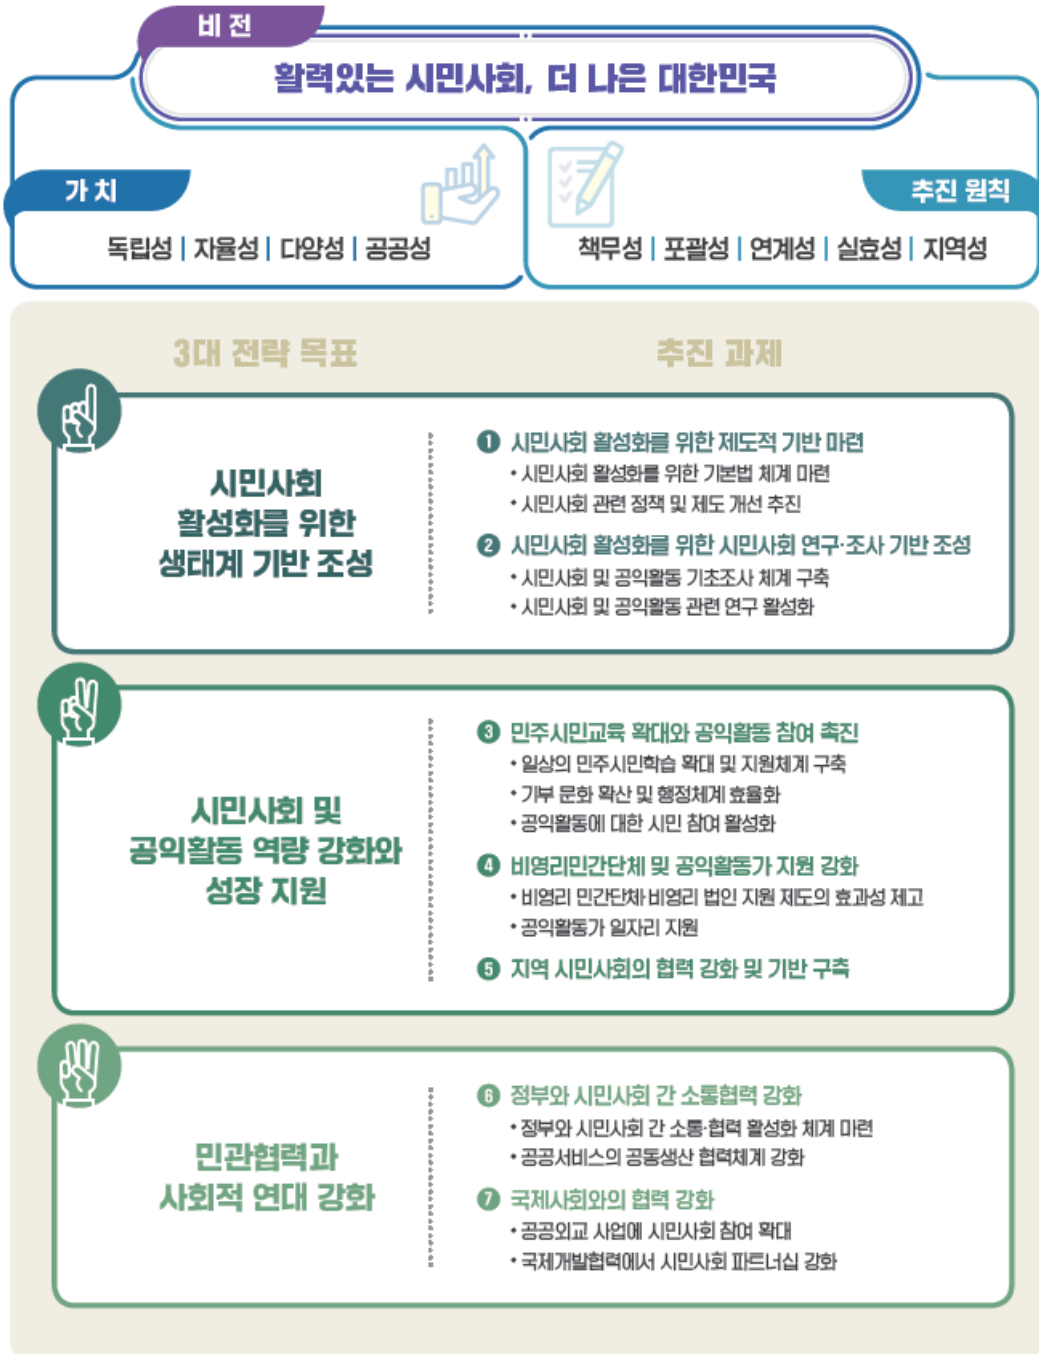 비 전
활력있는 시민사회, 더 나은 대한민국
가 치
독립성 | 자율성 | 다양성 | 공공성
추진 원칙
책무성 | 포괄성 | 연계성 | 실효성 | 지역성
3대 전략 목표
추진 과제
시민사회
활성화를 위한
생태계 기반 조성
❶ 시민사회 활성화를 위한 제도적 기반 마련
• 시민사회 활성화를 위한 기본법 체계 마련
• 시민사회 관련 정책 및 제도 개선 추진
❷ 시민사회 활성화를 위한 시민사회 연구·조사 기반 조성
• 시민사회 및 공익활동 기초조사 체계 구축
• 시민사회 및 공익활동 관련 연구 활성화
시민사회 및
공익활동 역량 강화와
성장 지원
❸ 민주시민교육 확대와 공익활동 참여 촉진
• 일상의 민주시민학습 확대 및 지원체계 구축
• 기부 문화 확산 및 행정체계 효율화
• 공익활동에 대한 시민 참여 활성화
❹ 비영리민간단체 및 공익활동가 지원 강화
• 비영리 민간단체·비영리 법인 지원 제도의 효과성 제고
• 공익활동가 일자리 지원
❺ 지역 시민사회의 협력 강화 및 기반 구축
민관협력과
사회적 연대 강화
❻ 정부와 시민사회 간 소통협력 강화
• 정부와 시민사회 간 소통·협력 활성화 체계 마련
• 공공서비스의 공동생산 협력체계 강화
❼ 국제사회와의 협력 강화
• 공공외교 사업에 시민사회 참여 확대
• 국제개발협력에서 시민사회 파트너십 강화